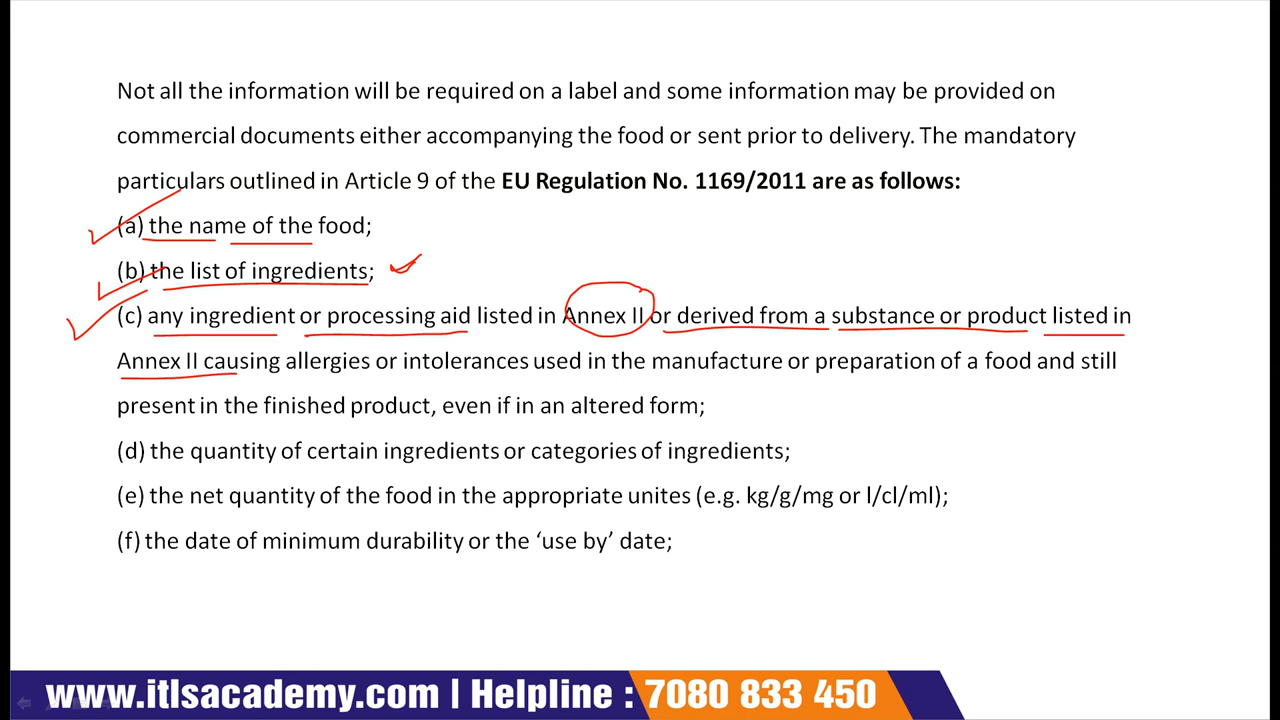 Not all the information will be required on a label and some information may be provided on
commercial documents either accompanying the food or sent prior to delivery. The mandatory
particulars outlined in Article 9 of the EU Regulation No. 1169/2011 are as follows:
(a) the name of the food;
(b) the list of ingredients;
(c) any ingredient or processing aid listed in Annex II or derived from a substance or product listed in
Annex II causing allergies or intolerances used in the manufacture or preparation of a food and still
present in the finished product, even if in an altered form;
(d) the quantity of certain ingredients or categories of ingredients;
(e) the net quantity of the food in the appropriate unites (e.g. kg/g/mg or l/cl/ml);
(f) the date of minimum durability or the ‘use by’ date;
www.itlsacademy.com | Helpline : 7080 833 450